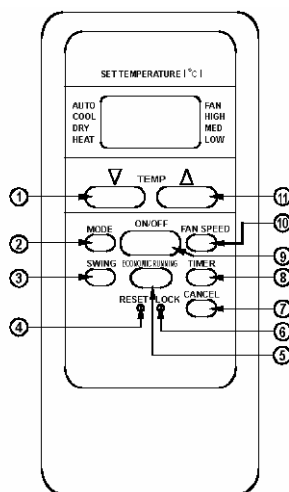 SET TEMPERATURE (°C)
AUTO FAN
COOL HIGH
DRY MED
HEAT LOW
▽ TEMP △
ON/OFF
MODE FAN SPEED
SWING ECONOMIC RUNNING TIMER
RESET LOCK CANCEL
1
2
3
4
5
6
7
8
9
10
11